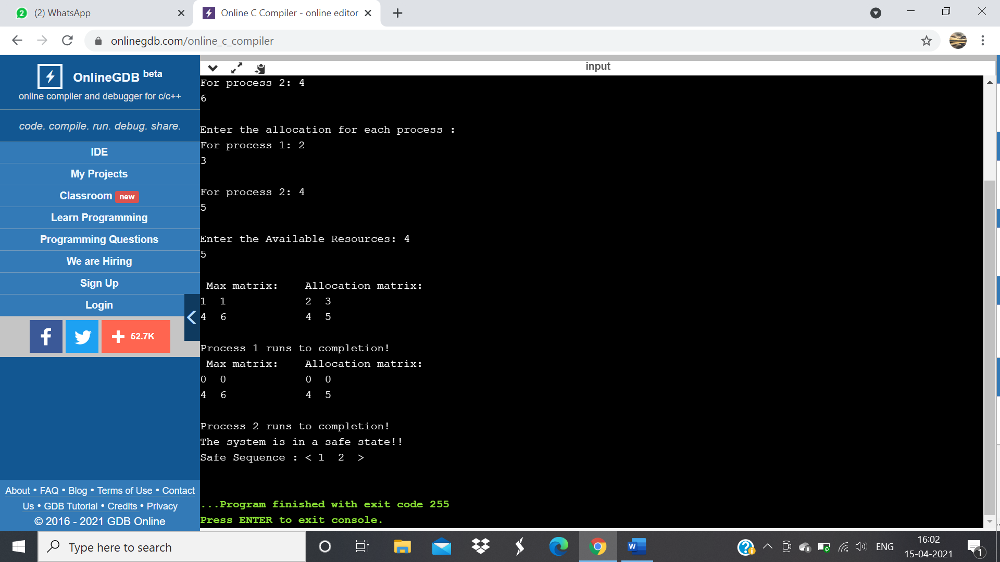 2 (2) WhatsApp
Online C Compiler - online editor
onlinegdb.com/online_c_compiler
OnlineGDB beta
online compiler and debugger for c/c++
code. compile. run. debug. share.
IDE
My Projects
Classroom new
Learn Programming
Programming Questions
We are Hiring
Sign Up
Login
52.7K
About • FAQ • Blog • Terms of Use • Contact
Us • GDB Tutorial • Credits • Privacy
© 2016 - 2021 GDB Online
input
For process 2: 4
6
Enter the allocation for each process :
For process 1: 2
3
For process 2: 4
5
Enter the Available Resources: 4
5
Max matrix: Allocation matrix:
1 1 2 3
4 6 4 5
Process 1 runs to completion!
Max matrix: Allocation matrix:
0 0 0 0
4 6 4 5
Process 2 runs to completion!
The system is in a safe state!!
Safe Sequence : < 1 2 >
...Program finished with exit code 255
Press ENTER to exit console.
Type here to search
W
ENG
16:02
15-04-2021
1